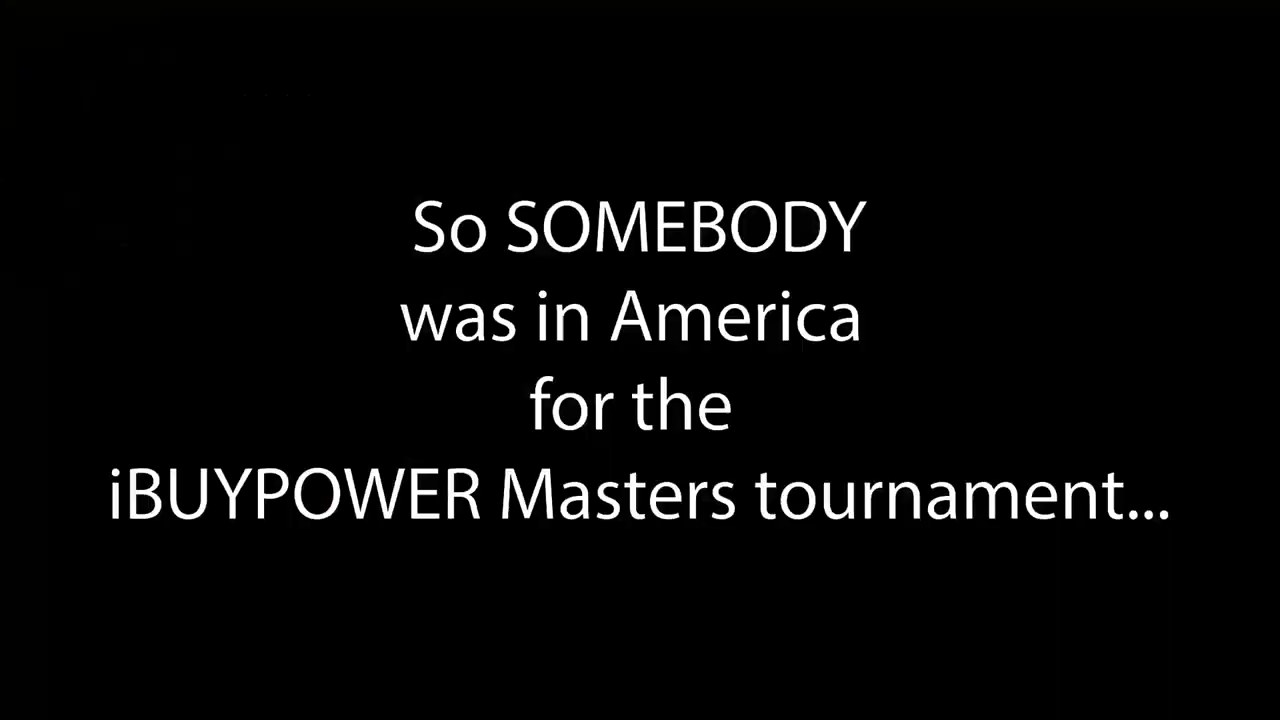 So SOMEBODY
was in America
for the
iBUYPOWER Masters tournament...